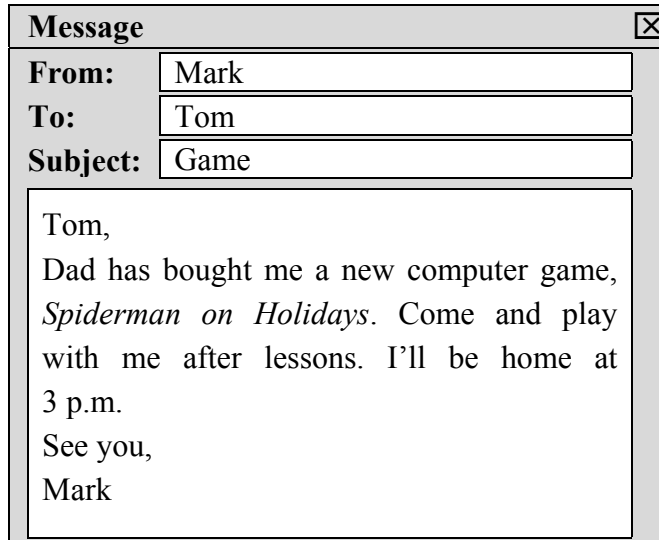 Message
From: Mark
To: Tom
Subject: Game
Tom,
Dad has bought me a new computer game,
Spiderman on Holidays. Come and play
with me after lessons. I’ll be home at
3 p.m.
See you,
Mark